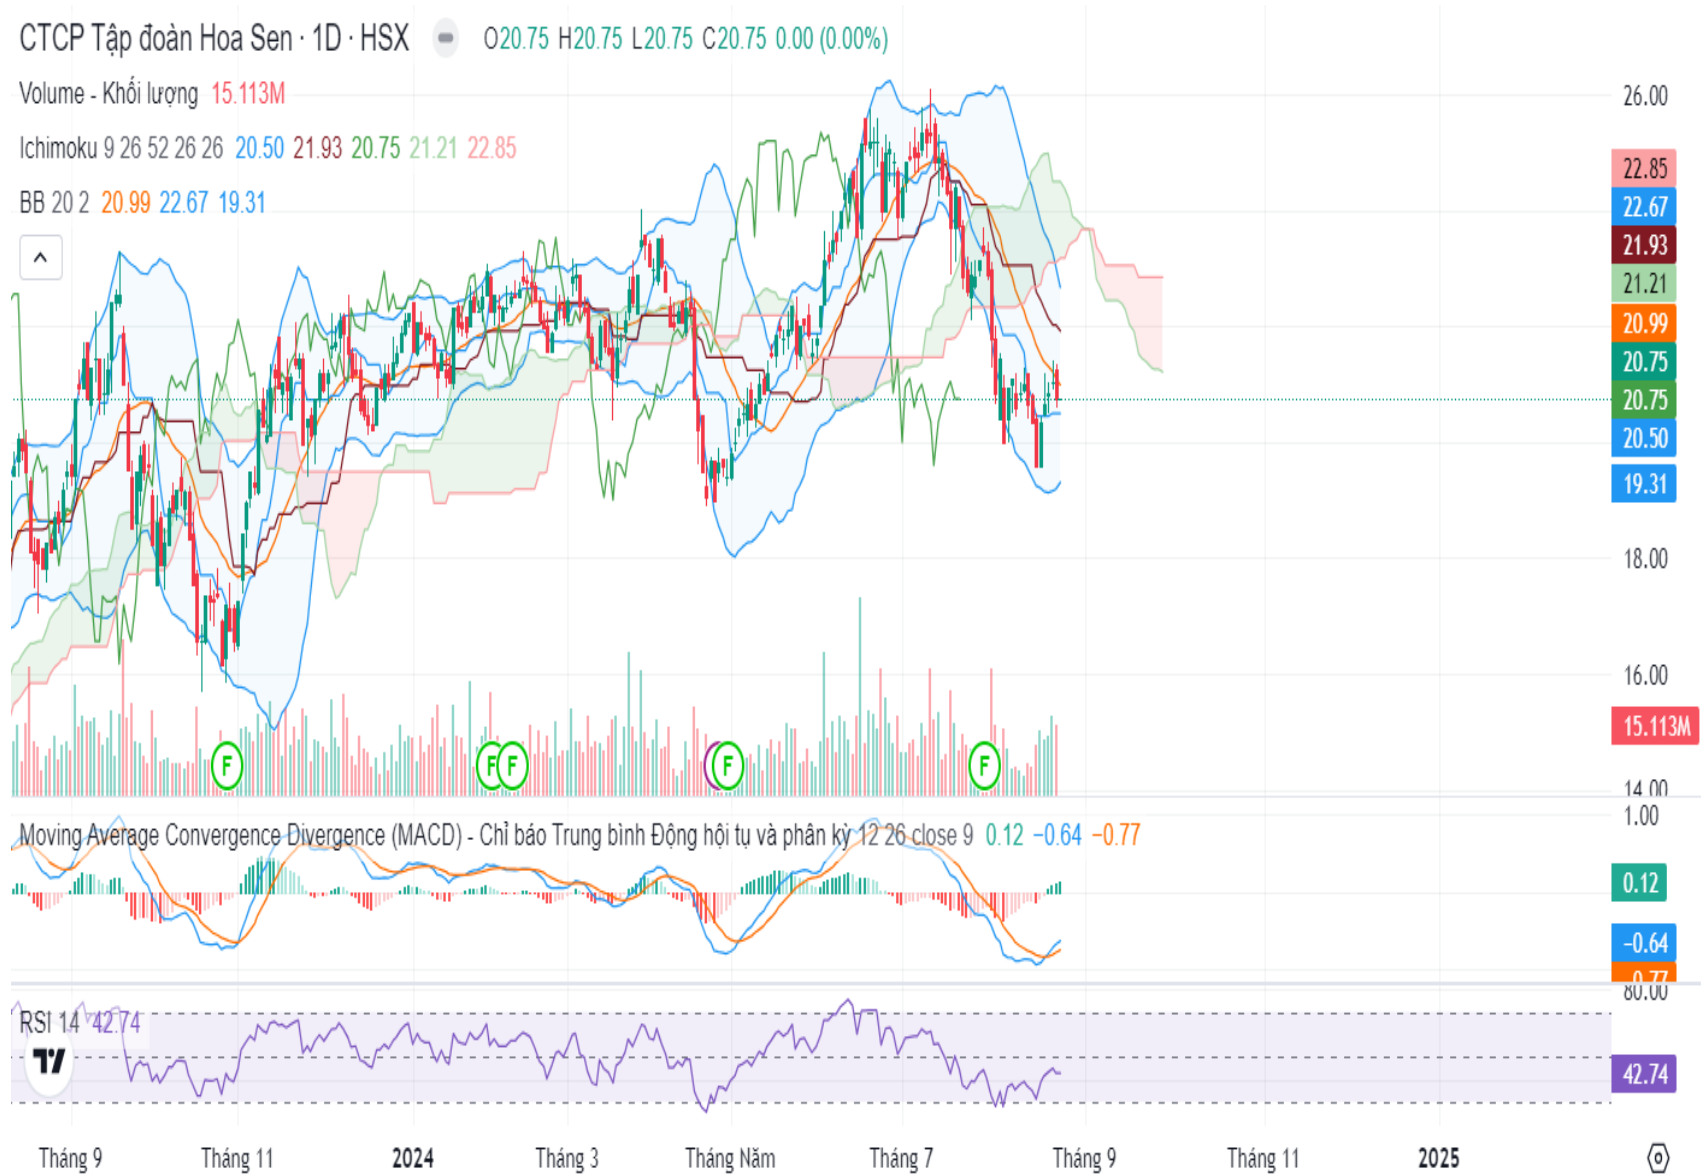 CTCP Tập đoàn Hoa Sen · 1D · HSX O20.75 H20.75 L20.75 C20.75 0.00 (0.00%)
Volume - Khối lượng 15.113M
Ichimoku 9 26 52 26 26 20.50 21.93 20.75 21.21 22.85
BB 20 2 20.99 22.67 19.31
26.00
22.85
22.67
21.93
21.21
20.99
20.75
20.75
20.50
19.31
18.00
16.00
15.113M
14.00
F F F F F
Moving Average Convergence Divergence (MACD) - Chỉ báo Trung bình Động hội tụ và phân kỳ 12 26 close 9 0.12 −0.64 −0.77
1.00
0.12
−0.64
−0.77
80.00
RSI 14 42.74
42.74
Tháng 9 Tháng 11 2024 Tháng 3 Tháng Năm Tháng 7 Tháng 9 Tháng 11 2025